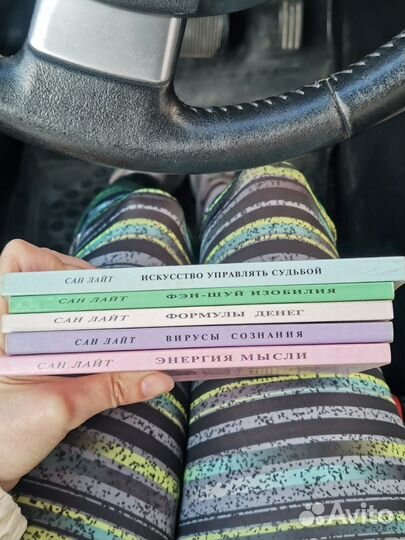 САН ЛАЙТ ИСКУССТВО УПРАВЛЯТЬ СУДЬБОЙ
САН ЛАЙТ ФЭН-ШУЙ ИЗОБИЛИЯ
САН ЛАЙТ ФОРМУЛЫ ДЕНЕГ
САН ЛАЙТ ВИРУСЫ СОЗНАНИЯ
САН ЛАЙТ ЭНЕРГИЯ МЫСЛИ
Avito